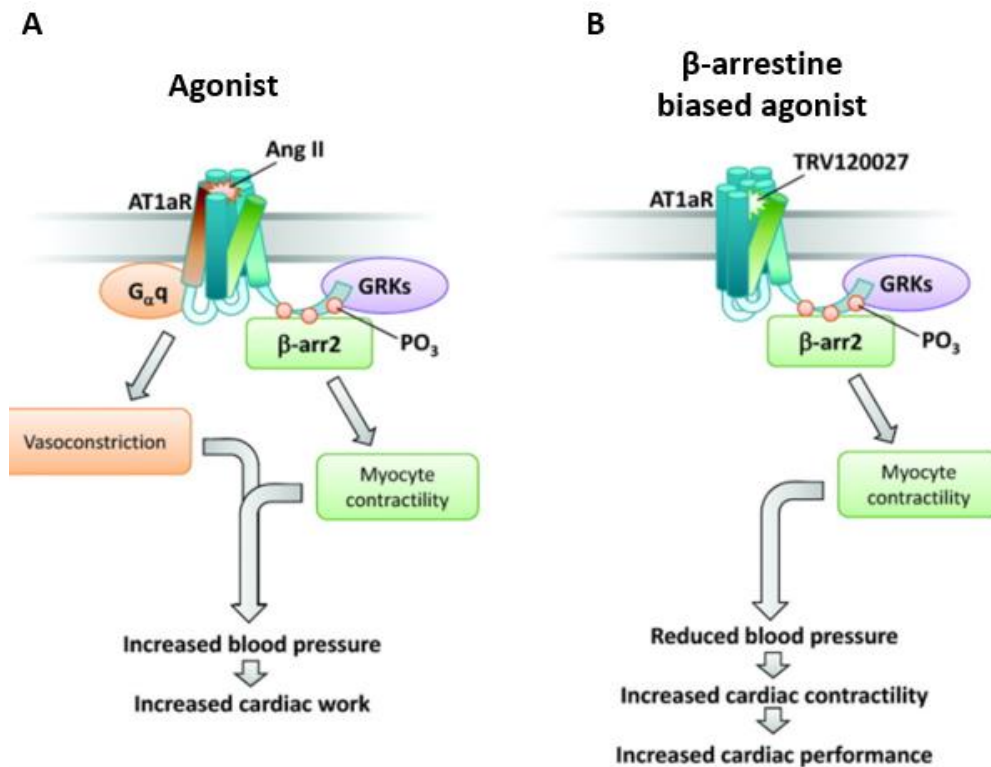 A
Agonist
Ang II
AT1aR
Gαq
GRKs
β-arr2
PO3
Vasoconstriction
Myocyte
contractility
Increased blood pressure
Increased cardiac work
B
β-arrestine
biased agonist
TRV120027
AT1aR
GRKs
β-arr2
PO3
Myocyte
contractility
Reduced blood pressure
Increased cardiac contractility
Increased cardiac performance